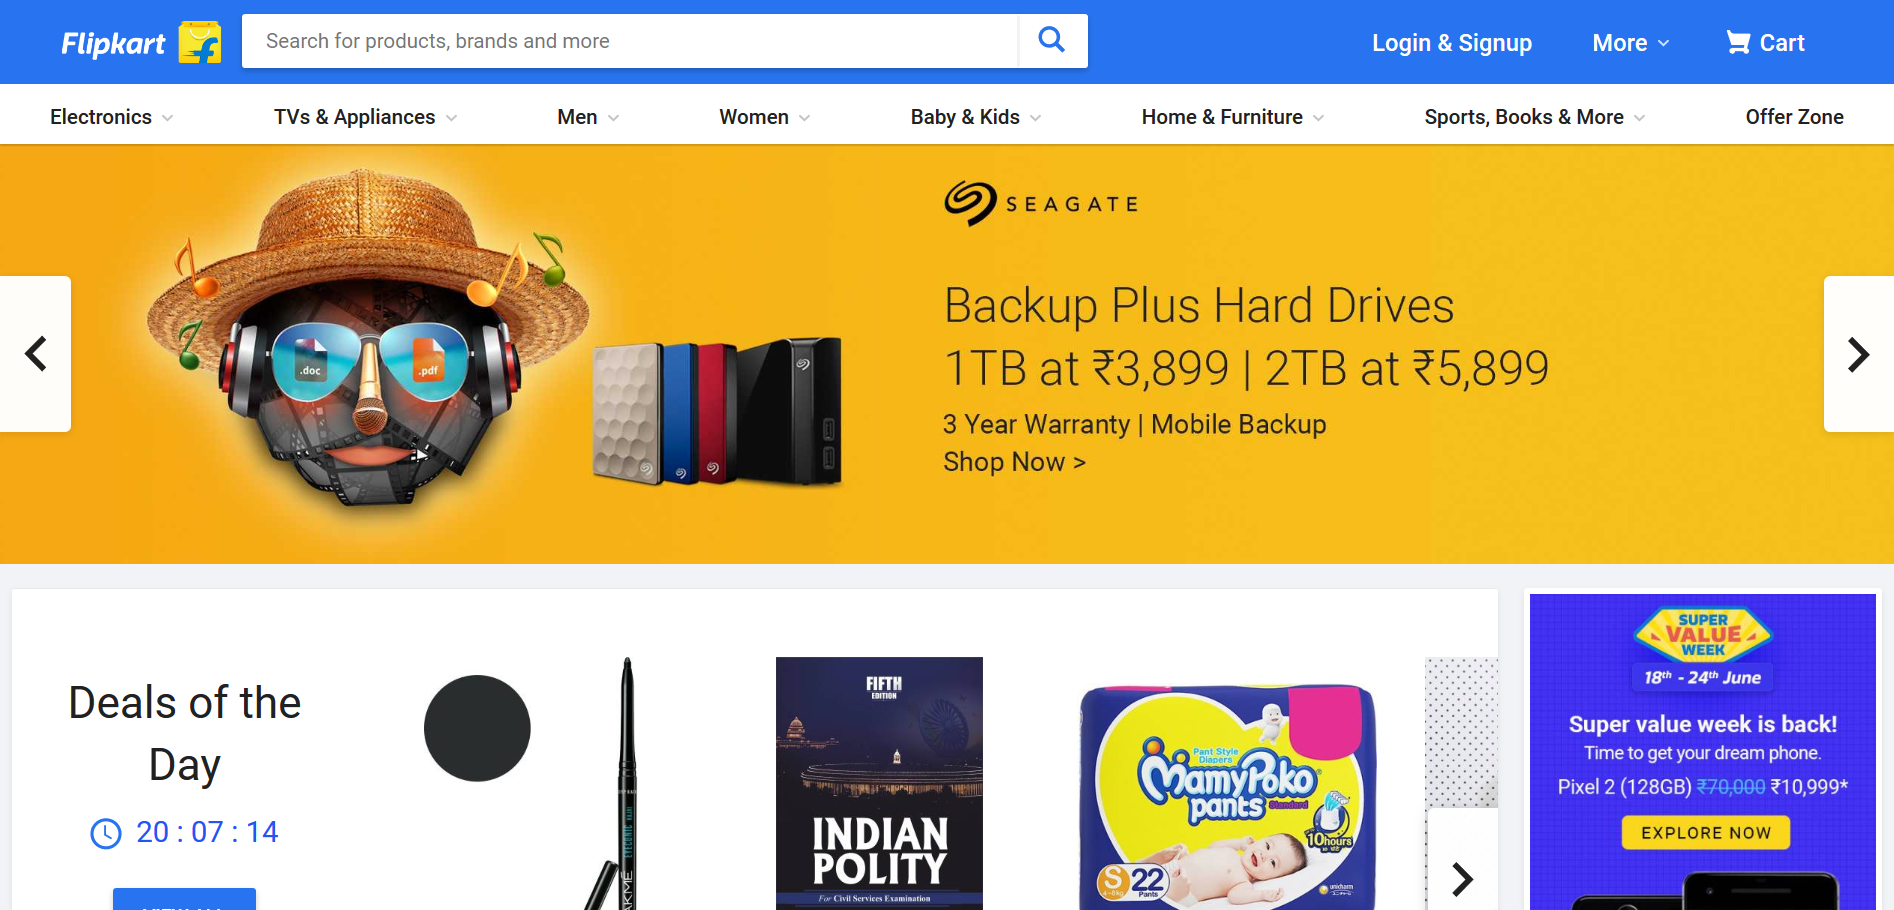 Flipkart
Search for products, brands and more
Login & Signup
More
Cart
Electronics
TVs & Appliances
Men
Women
Baby & Kids
Home & Furniture
Sports, Books & More
Offer Zone
.doc
.pdf
SEAGATE
Backup Plus Hard Drives
1TB at ₹3,899 | 2TB at ₹5,899
3 Year Warranty | Mobile Backup
Shop Now >
Deals of the
Day
20 : 07 : 14
EYECONIC KAJAL
FIFTH
EDITION
INDIAN
POLITY
For Civil Services Examination
Pant Style
Diapers
MamyPoko
pants Standard
10hours
S 22
Pants
unicharm
SUPER
VALUE
WEEK
18th - 24th June
Super value week is back!
Time to get your dream phone.
Pixel 2 (128GB) ₹70,000 ₹10,999*
EXPLORE NOW